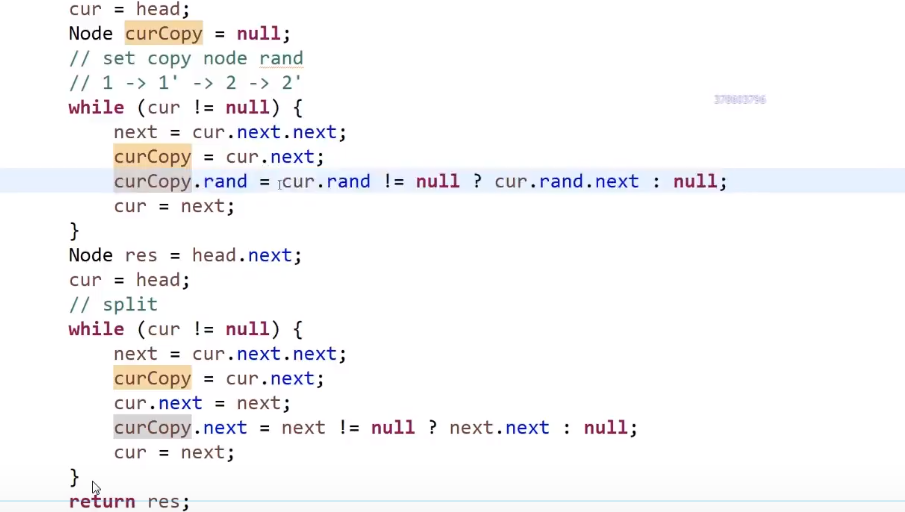 cur = head;
Node curCopy = null;
// set copy node rand
// 1 -> 1' -> 2 -> 2'
while (cur != null) {
378603796
next = cur.next.next;
curCopy = cur.next;
curCopy.rand = cur.rand != null ? cur.rand.next : null;
cur = next;
}
Node res = head.next;
cur = head;
// split
while (cur != null) {
next = cur.next.next;
curCopy = cur.next;
cur.next = next;
curCopy.next = next != null ? next.next : null;
cur = next;
}
return res;